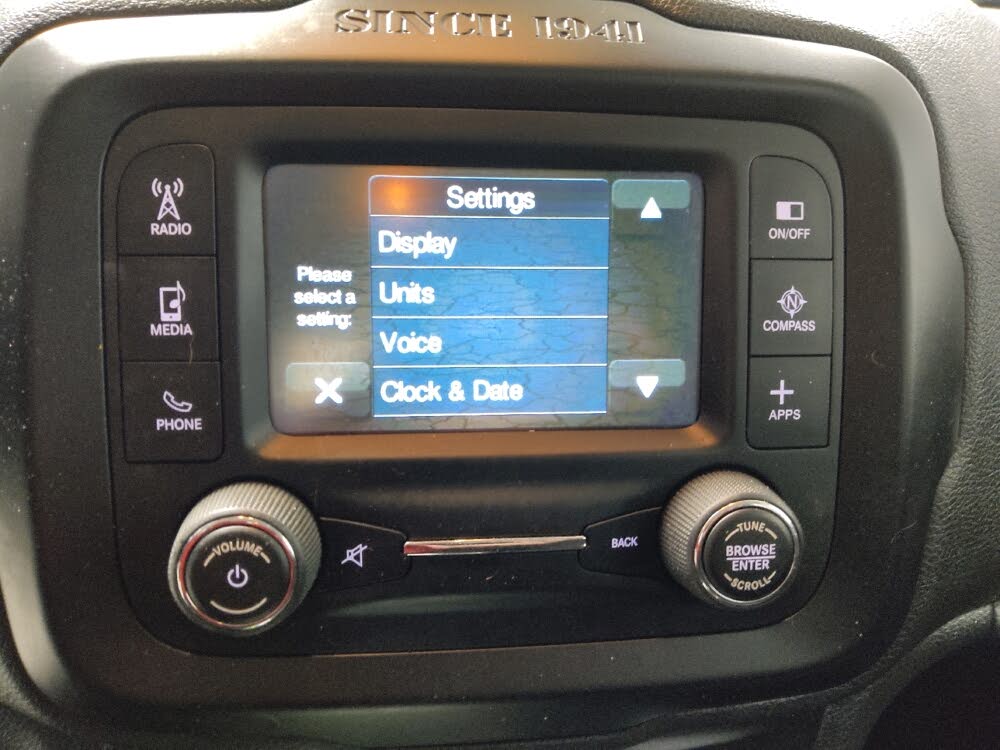 SINCE 1941
RADIO
MEDIA
PHONE
Settings
Display
Units
Voice
Clock & Date
Please
select a
setting:
ON/OFF
N
COMPASS
APPS
VOLUME
BACK
TUNE
BROWSE
ENTER
SCROLL